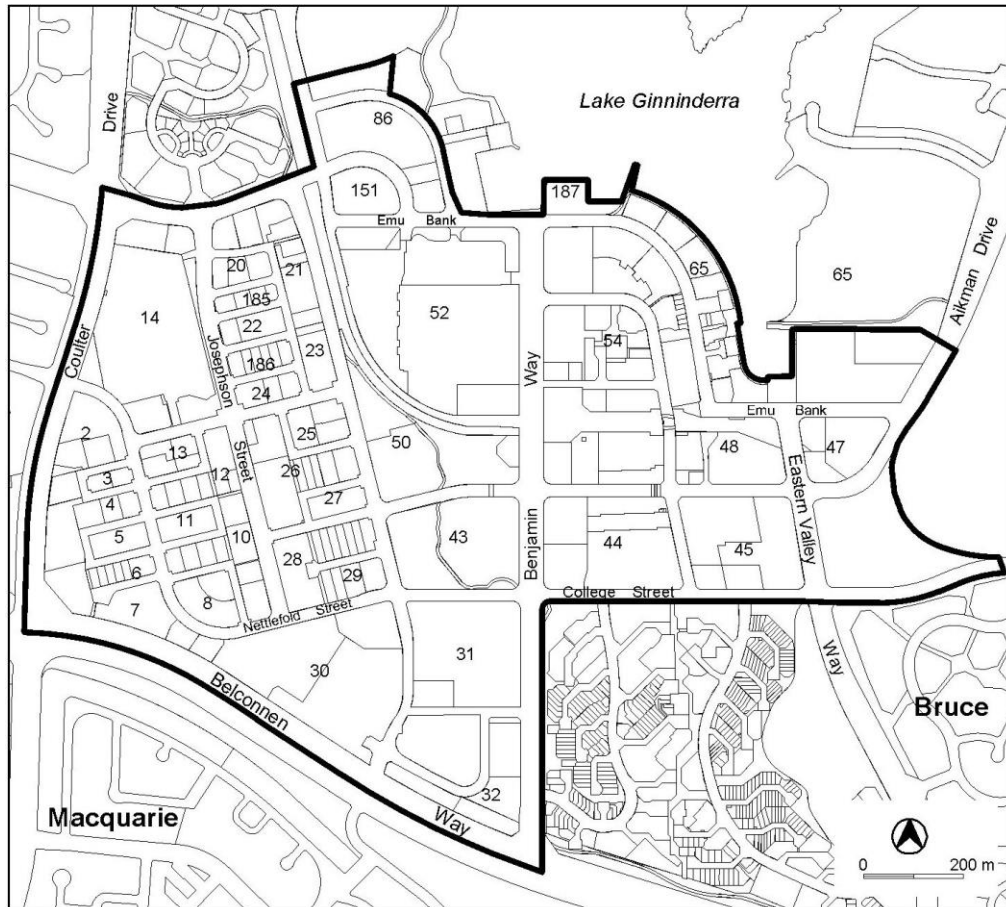 Lake Ginninderra
Drive
86
151
187
Emu Bank
65
65
Aikman Drive
20
21
185
14
22
52
Coulter
Josephson
Street
23
186
54
Way
24
Emu Bank
2
25
13
50
48
47
3
12
26
4
27
Eastern Valley
Way
11
5
10
43
Benjamin
44
45
28
6
29
8
7
Nettlefold Street
College Street
30
31
Belconnen
Way
Bruce
32
Macquarie
0 200 m